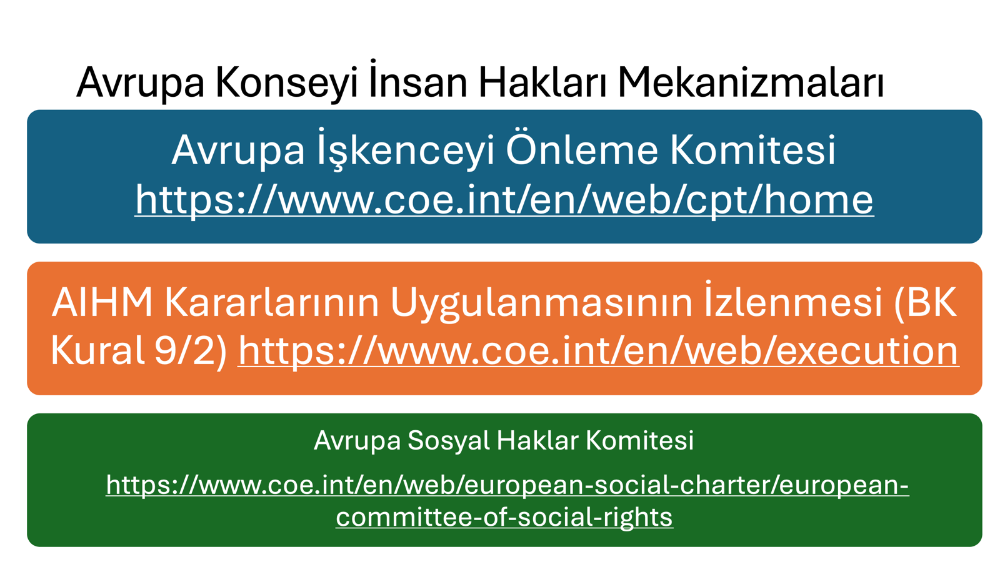 Avrupa Konseyi İnsan Hakları Mekanizmaları
Avrupa İşkenceyi Önleme Komitesi
https://www.coe.int/en/web/cpt/home
AIHM Kararlarının Uygulanmasının İzlenmesi (BK
Kural 9/2) https://www.coe.int/en/web/execution
Avrupa Sosyal Haklar Komitesi
https://www.coe.int/en/web/european-social-charter/european-
committee-of-social-rights